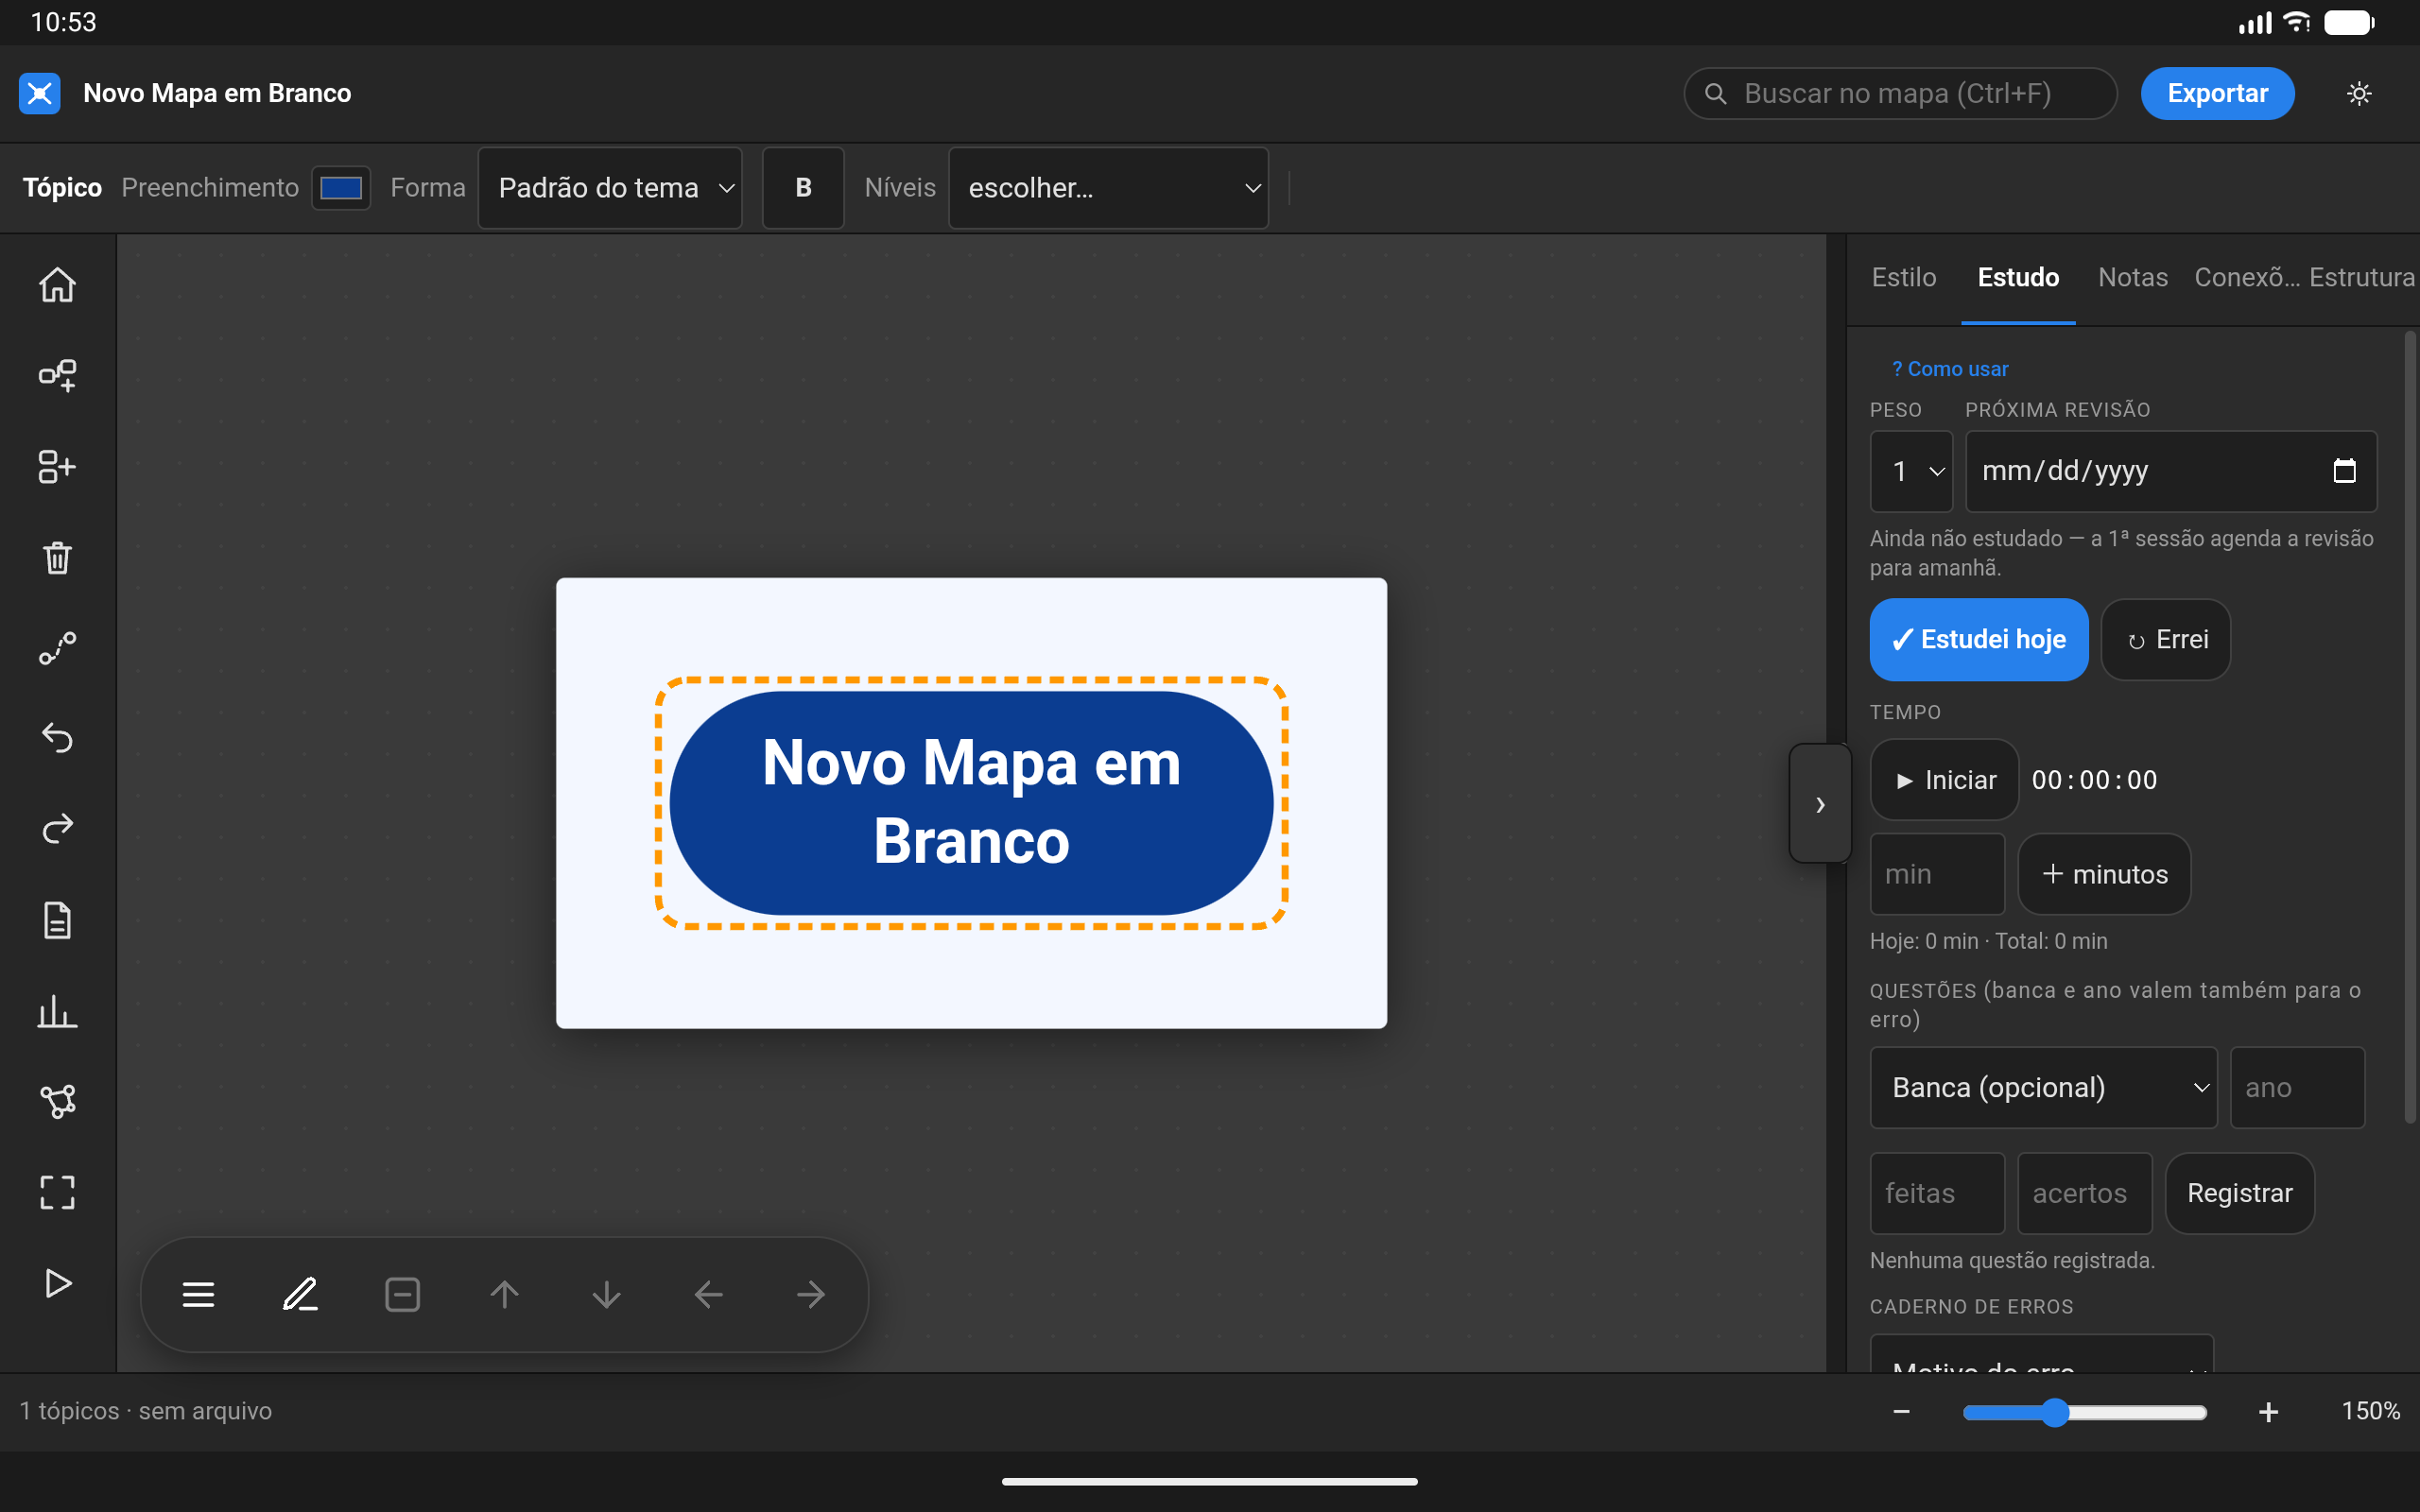 10:53
Novo Mapa em Branco
Buscar no mapa (Ctrl+F)
Exportar
Tópico Preenchimento Forma Padrão do tema B Níveis escolher...
Estilo Estudo Notas Conexõ... Estrutura
? Como usar
PESO PRÓXIMA REVISÃO
1 mm/dd/yyyy
Ainda não estudado — a 1ª sessão agenda a revisão
para amanhã.
✓ Estudei hoje ↻ Errei
TEMPO
▶ Iniciar 00:00:00
min + minutos
Hoje: 0 min · Total: 0 min
QUESTÕES (banca e ano valem também para o
erro)
Banca (opcional) ano
feitas acertos Registrar
Nenhuma questão registrada.
CADERNO DE ERROS
Motivo do erro
Novo Mapa em
Branco
1 tópicos · sem arquivo
− + 150%